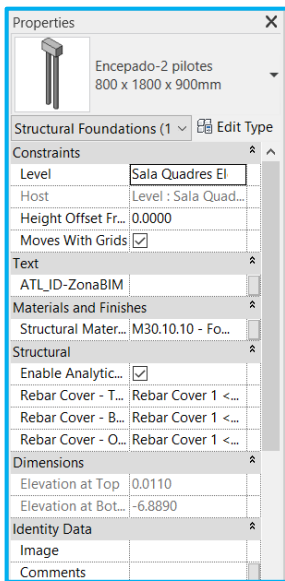 Properties
Encepado-2 pilotes
800 x 1800 x 900mm
Structural Foundations (1 Edit Type
Constraints
Level Sala Quadres El
Host Level : Sala Quad...
Height Offset Fr... 0.0000
Moves With Grids
Text
ATL_ID-ZonaBIM
Materials and Finishes
Structural Mater... M30.10.10 - Fo...
Structural
Enable Analytic...
Rebar Cover - T... Rebar Cover 1 <...
Rebar Cover - B... Rebar Cover 1 <...
Rebar Cover - O... Rebar Cover 1 <...
Dimensions
Elevation at Top 0.0110
Elevation at Bot... -6.8890
Identity Data
Image
Comments